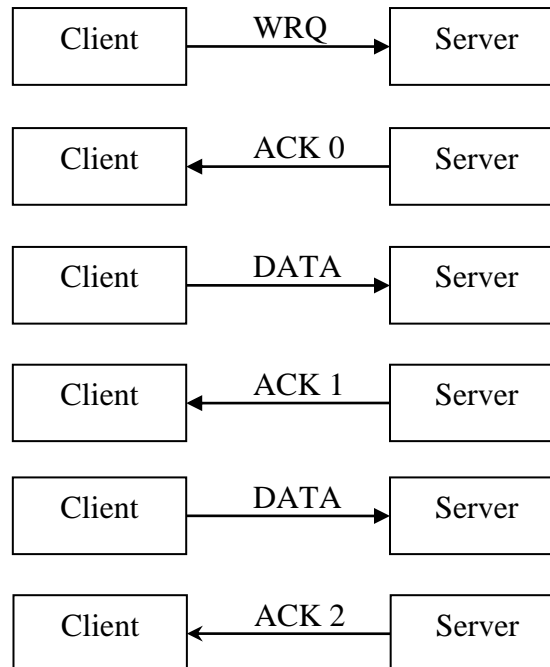 Client WRQ Server
Client ACK 0 Server
Client DATA Server
Client ACK 1 Server
Client DATA Server
Client ACK 2 Server